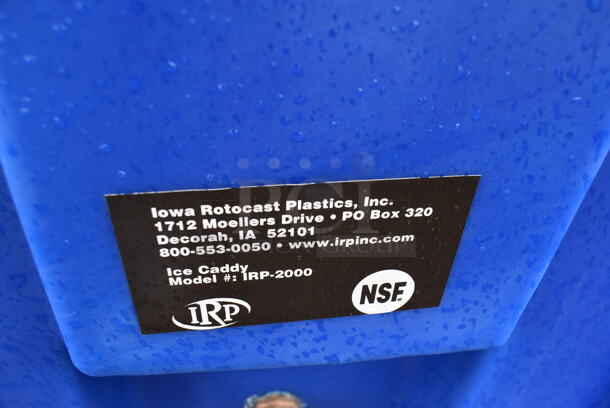 Iowa Rotocast Plastics, Inc.
1712 Moellers Drive • PO Box 320
Decorah, IA 52101
800-553-0050 • www.irpinc.com
Ice Caddy
Model #: IRP-2000
IRP
NSF